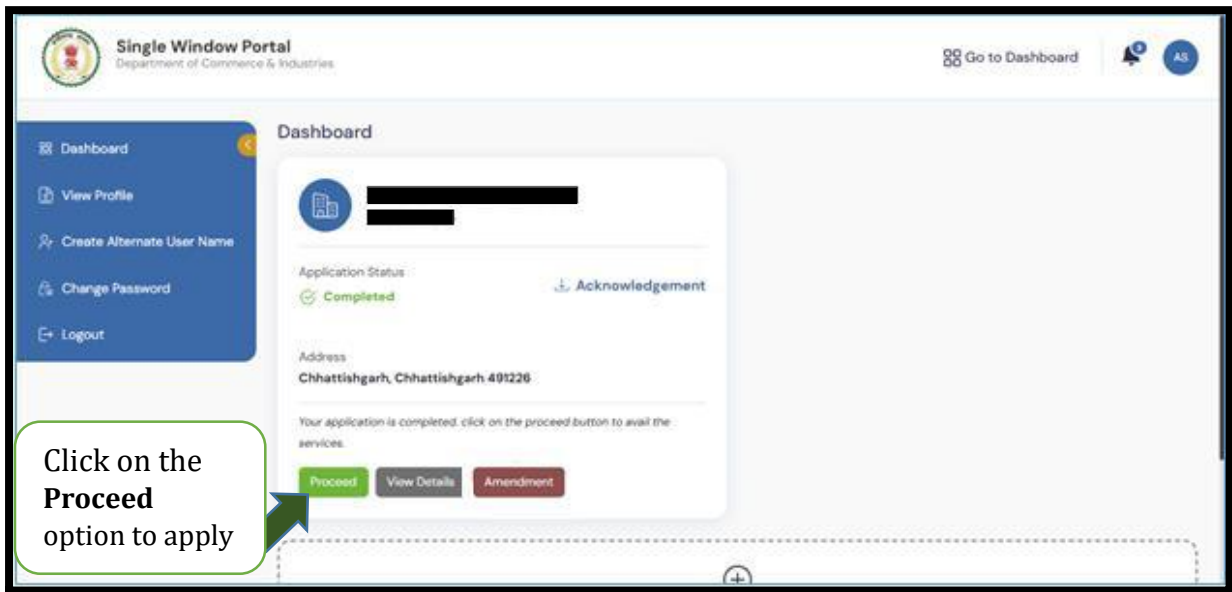 Single Window Portal
Department of Commerce & Industries
Go to Dashboard
AS
Dashboard
View Profile
Create Alternate User Name
Change Password
Logout
Dashboard
Application Status
Completed
Acknowledgement
Address
Chhattishgarh, Chhattishgarh 491226
Your application is completed. click on the proceed button to avail the
services.
Proceed
View Details
Amendment
Click on the
Proceed
option to apply